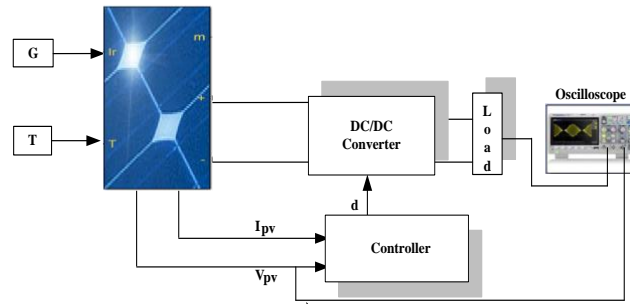 G
T
Ir
T
m
+
-
DC/DC
Converter
L
o
a
d
Oscilloscope
d
Controller
Ipv
Vpv